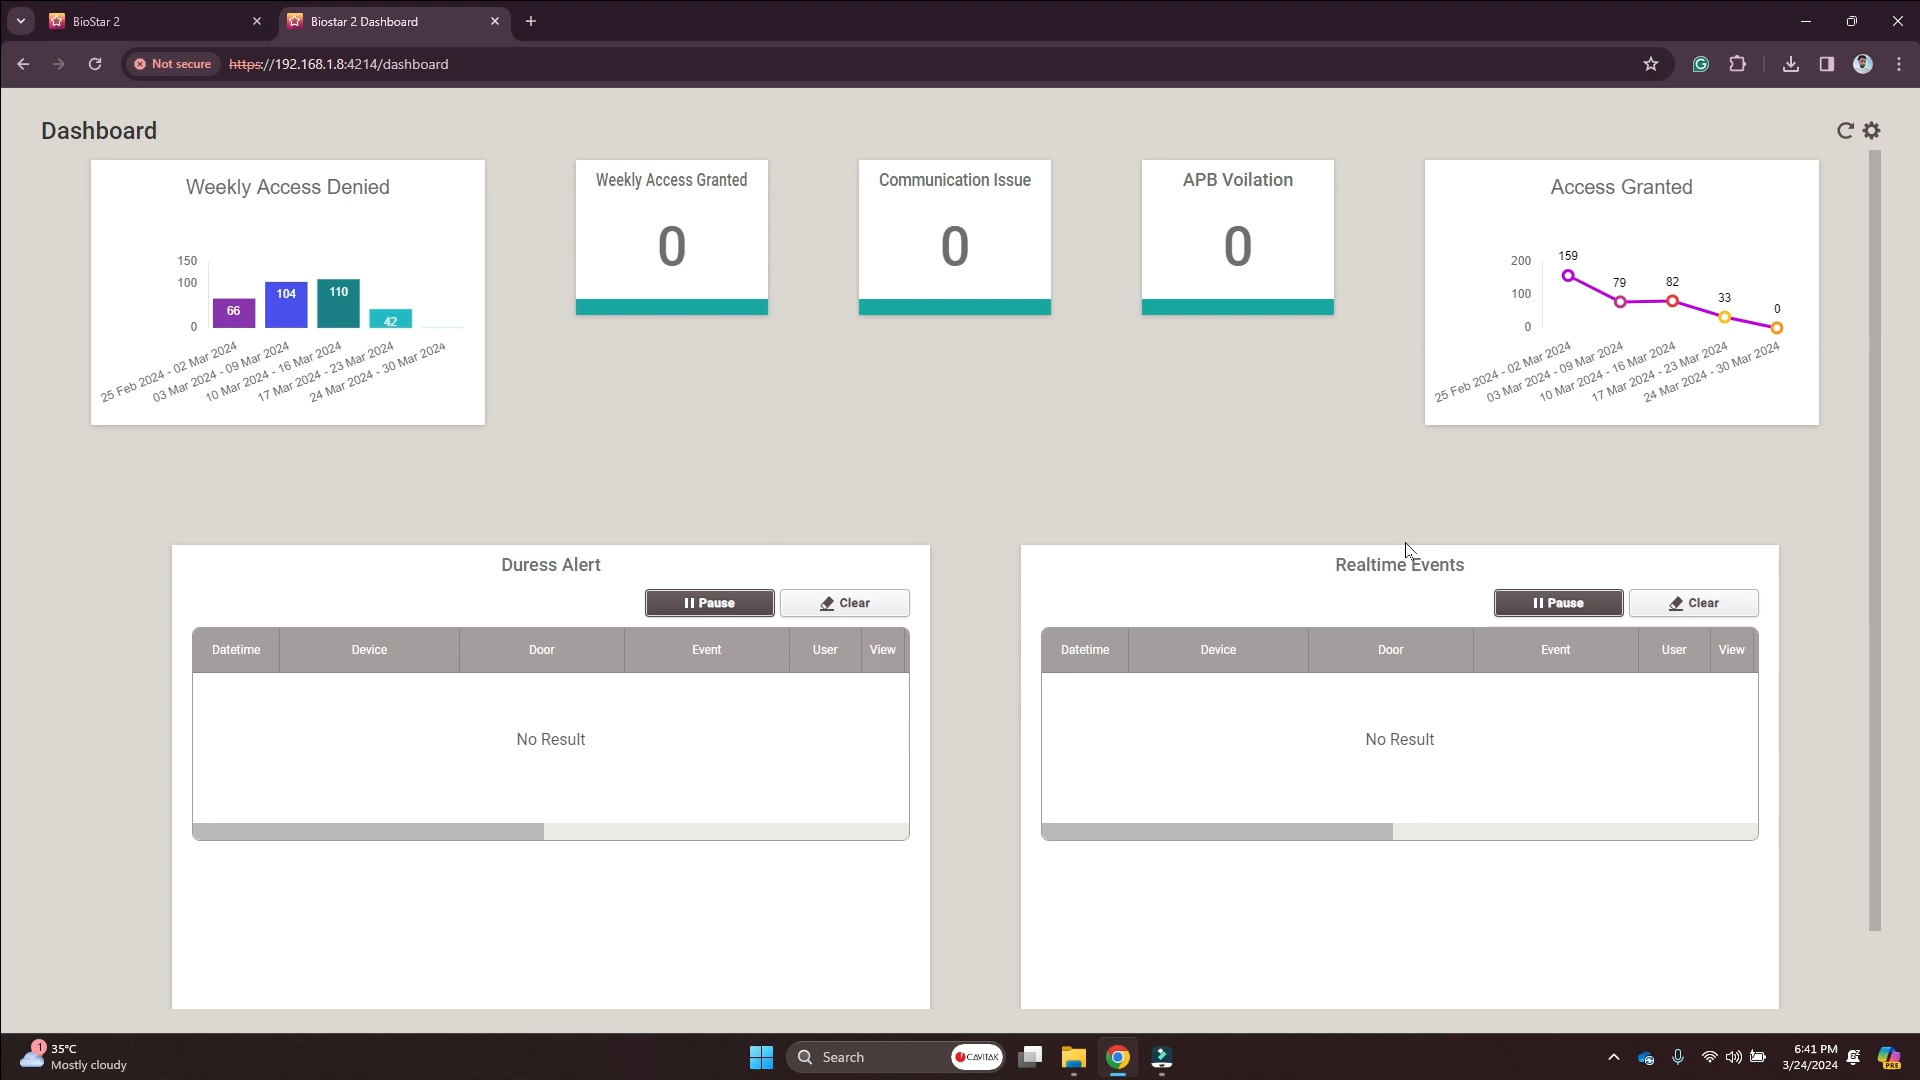 BioStar 2
Biostar 2 Dashboard
Not secure
https://192.168.1.8:4214/dashboard
Dashboard
Weekly Access Denied
150
100
0
66
104
110
42
25 Feb 2024 - 02 Mar 2024
03 Mar 2024 - 09 Mar 2024
10 Mar 2024 - 16 Mar 2024
17 Mar 2024 - 23 Mar 2024
24 Mar 2024 - 30 Mar 2024
Weekly Access Granted
0
Communication Issue
0
APB Voilation
0
Access Granted
200
100
0
159
79
82
33
0
25 Feb 2024 - 02 Mar 2024
03 Mar 2024 - 09 Mar 2024
10 Mar 2024 - 16 Mar 2024
17 Mar 2024 - 23 Mar 2024
24 Mar 2024 - 30 Mar 2024
Duress Alert
Pause Clear
Datetime Device Door Event User View
No Result
Realtime Events
Pause Clear
Datetime Device Door Event User View
No Result
1
35°C
Mostly cloudy
Search
CAVITAK
6:41 PM
3/24/2024
PRE